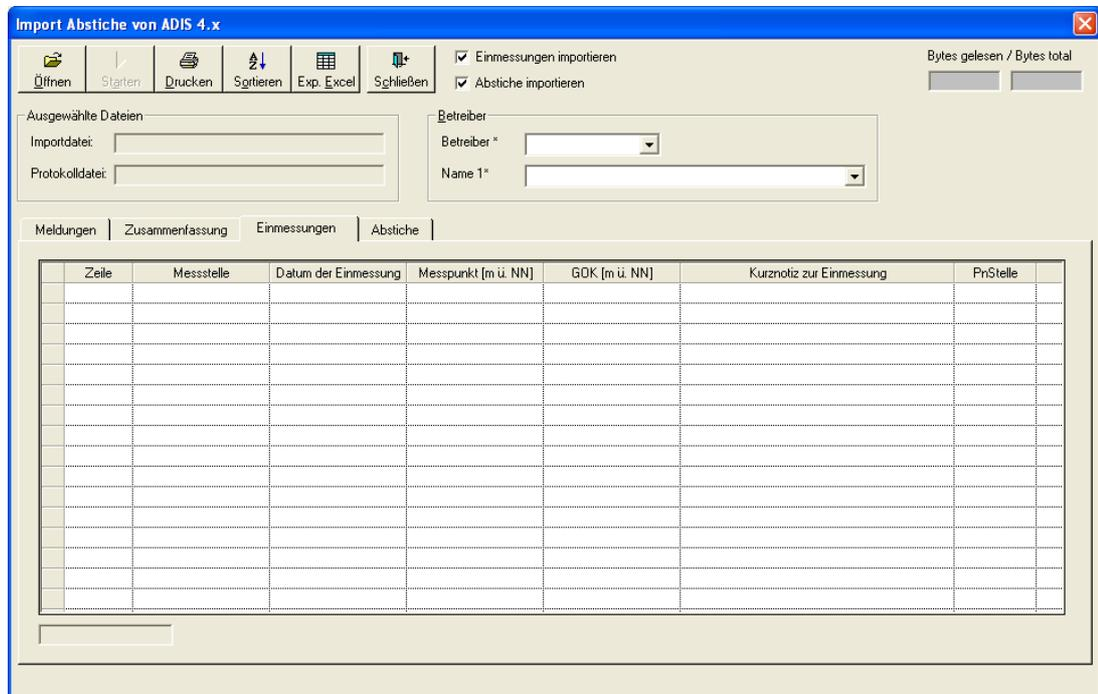 Import Abstiche von ADIS 4.x
Öffnen Starten Drucken Sortieren Exp. Excel Schließen
Einmessungen importieren
Abstiche importieren
Bytes gelesen / Bytes total
Ausgewählte Dateien
Importdatei:
Protokolldatei:
Betreiber
Betreiber *
Name 1*
Meldungen Zusammenfassung Einmessungen Abstiche
Zeile Messstelle Datum der Einmessung Messpunkt [m ü. NN] GOK [m ü. NN] Kurznotiz zur Einmessung PnStelle